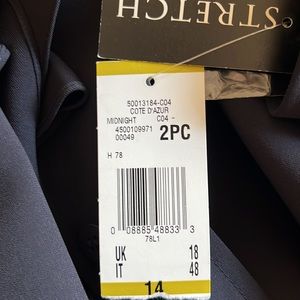 STRETCH
50013184-C04
COTE D'AZUR
MIDNIGHT C04 -
4500109971
00049 2PC
H 78
0 08885 48833 3
78L1
UK 18
IT 48
14